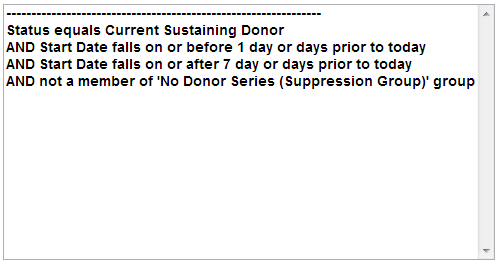 ---------------------------------------------------------------
Status equals Current Sustaining Donor
AND Start Date falls on or before 1 day or days prior to today
AND Start Date falls on or after 7 day or days prior to today
AND not a member of 'No Donor Series (Suppression Group)' group